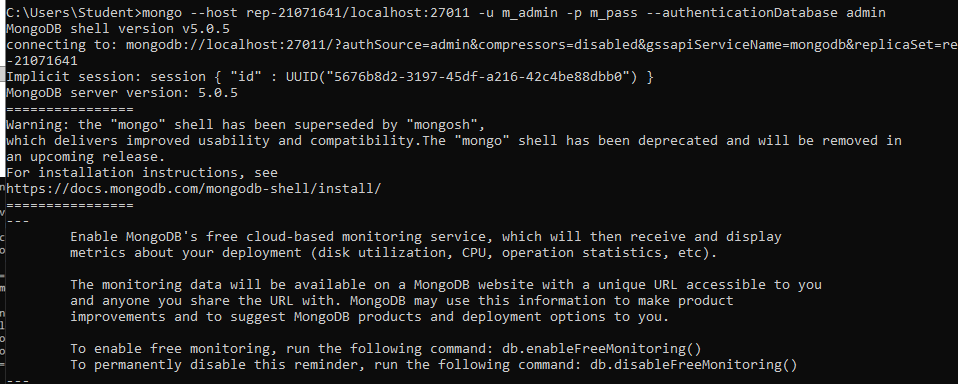 C:\Users\Student>mongo --host rep-21071641/localhost:27011 -u m_admin -p m_pass --authenticationDatabase admin
MongoDB shell version v5.0.5
connecting to: mongodb://localhost:27011/?authSource=admin&compressors=disabled&gssapiServiceName=mongodb&replicaSet=re
-21071641
Implicit session: session { "id" : UUID("5676b8d2-3197-45df-a216-42c4be88dbb0") }
MongoDB server version: 5.0.5
================
Warning: the "mongo" shell has been superseded by "mongosh",
which delivers improved usability and compatibility.The "mongo" shell has been deprecated and will be removed in
an upcoming release.
For installation instructions, see
https://docs.mongodb.com/mongodb-shell/install/
================
---
Enable MongoDB's free cloud-based monitoring service, which will then receive and display
metrics about your deployment (disk utilization, CPU, operation statistics, etc).
The monitoring data will be available on a MongoDB website with a unique URL accessible to you
and anyone you share the URL with. MongoDB may use this information to make product
improvements and to suggest MongoDB products and deployment options to you.
To enable free monitoring, run the following command: db.enableFreeMonitoring()
To permanently disable this reminder, run the following command: db.disableFreeMonitoring()
---